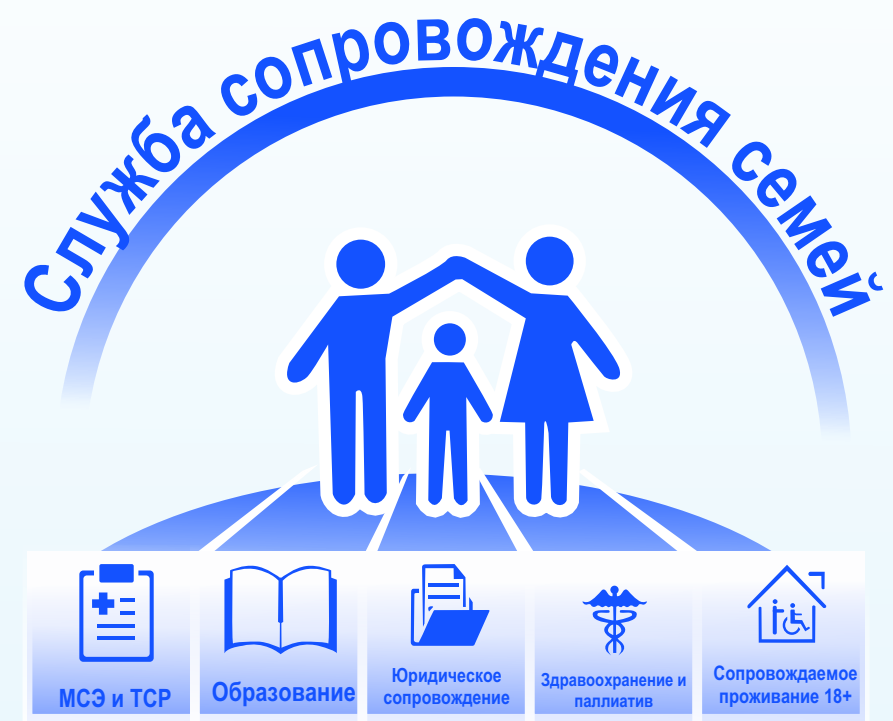 Служба сопровождения семей
МСЭ и ТСР
Образование
Юридическое
сопровождение
Здравоохранение и
паллиатив
Сопровождаемое
проживание 18+